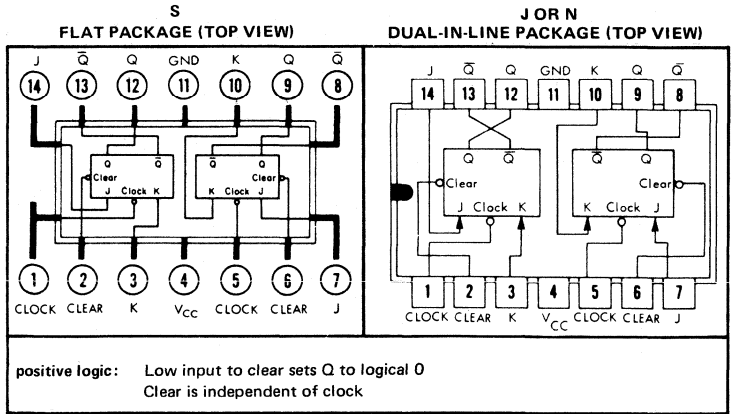 S
FLAT PACKAGE (TOP VIEW)
J Q̅ Q GND K Q Q̅
14 13 12 11 10 9 8
Q Q̅ Q̅ Q
Clear Clear
J Clock K K Clock J
1 2 3 4 5 6 7
CLOCK CLEAR K VCC CLOCK CLEAR J
J OR N
DUAL-IN-LINE PACKAGE (TOP VIEW)
J Q̅ Q GND K Q Q̅
14 13 12 11 10 9 8
Q Q̅ Q̅ Q
Clear Clear
J Clock K K Clock J
1 2 3 4 5 6 7
CLOCK CLEAR K VCC CLOCK CLEAR J
positive logic: Low input to clear sets Q to logical 0
Clear is independent of clock